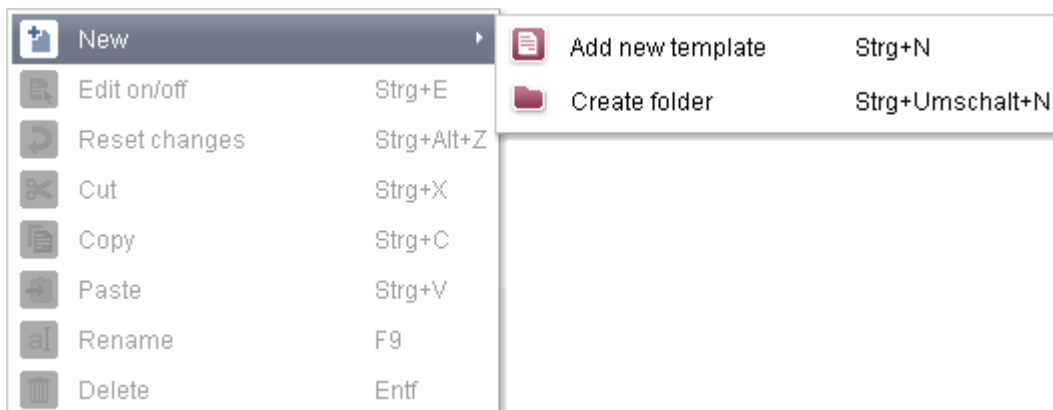 New
Edit on/off Strg+E
Reset changes Strg+Alt+Z
Cut Strg+X
Copy Strg+C
Paste Strg+V
Rename F9
Delete Entf
Add new template Strg+N
Create folder Strg+Umschalt+N